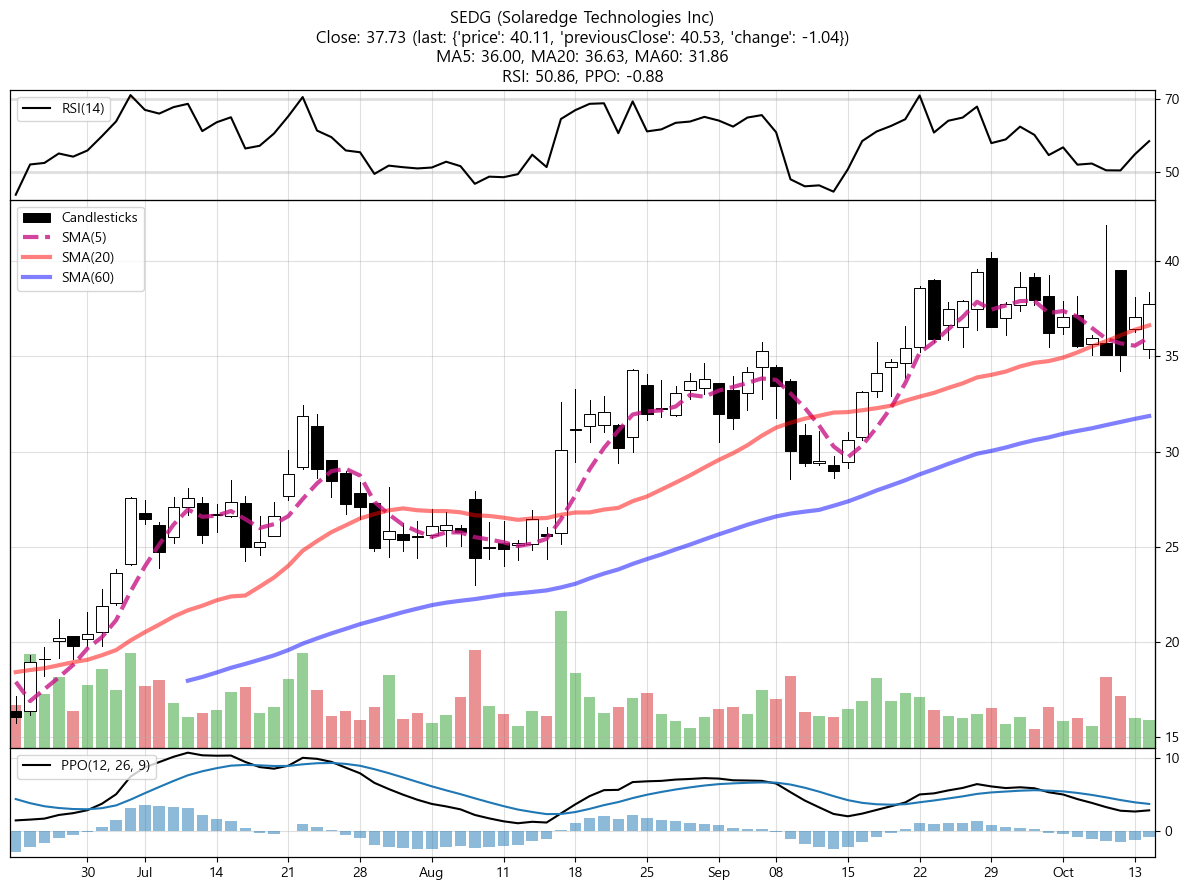 SEDG (Solaredge Technologies Inc)
Close: 37.73 (last: {'price': 40.11, 'previousClose': 40.53, 'change': -1.04})
MA5: 36.00, MA20: 36.63, MA60: 31.86
RSI: 50.86, PPO: -0.88
RSI(14)
70
50
Candlesticks
SMA(5)
SMA(20)
SMA(60)
40
35
30
25
20
15
PPO(12, 26, 9)
10
0
30 Jul 14 21 28 Aug 11 18 25 Sep 08 15 22 29 Oct 13